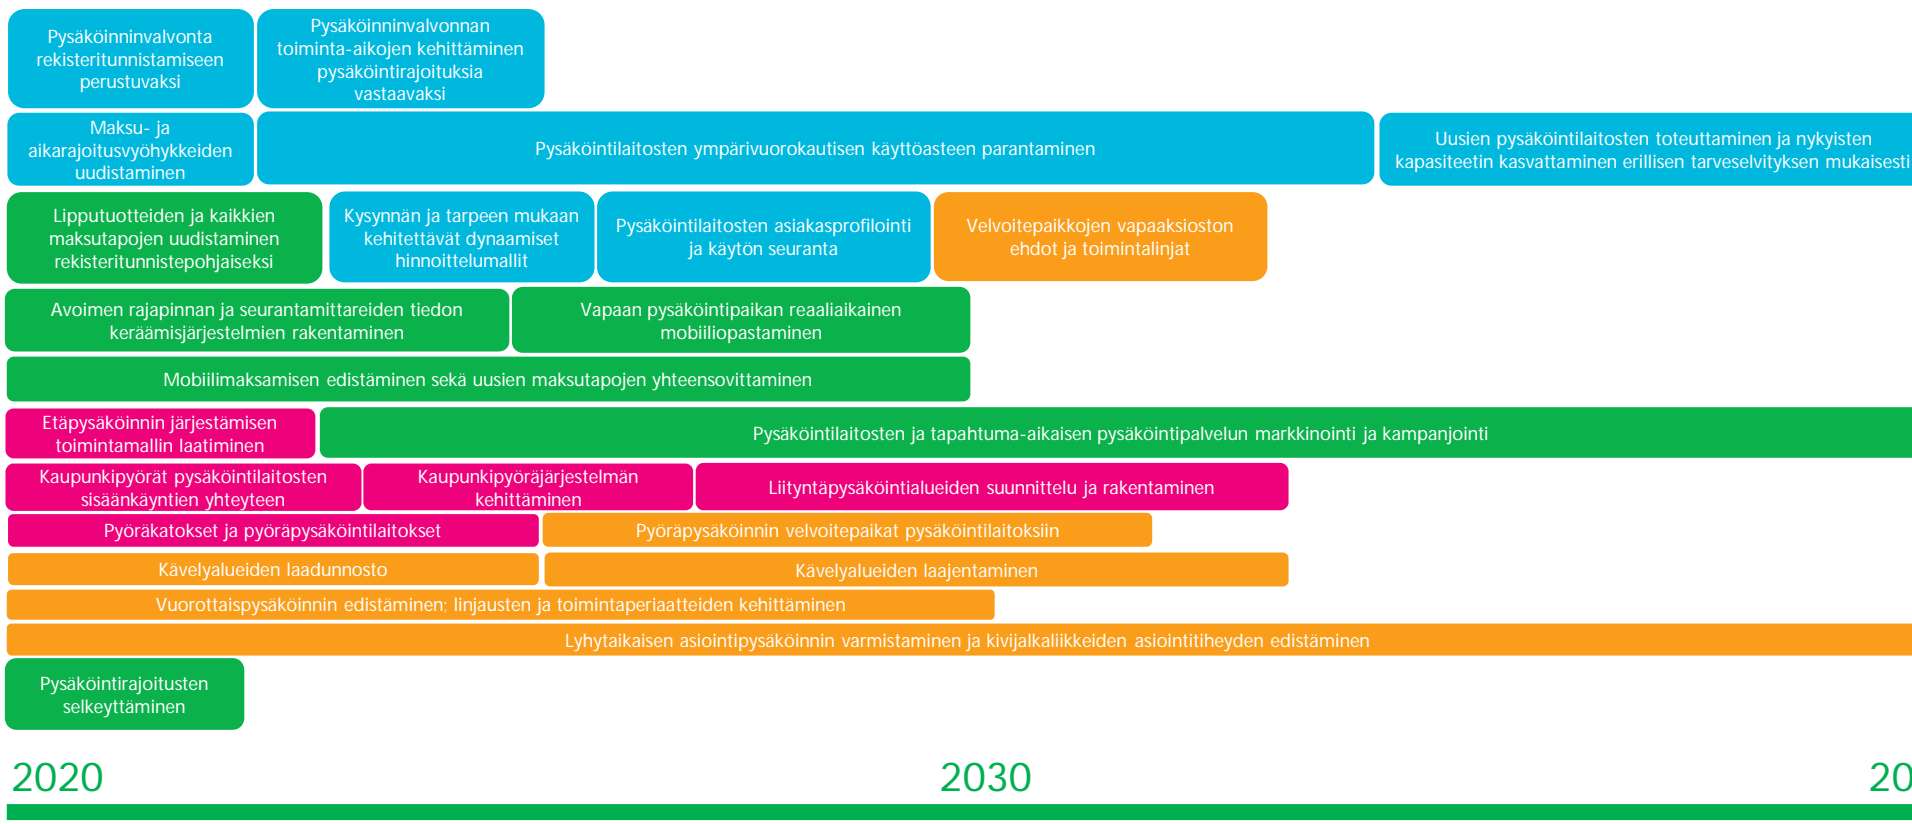 Pysäköinninvalvonta
rekisteritunnistamiseen
perustuvaksi
Pysäköinninvalvonnan
toiminta-aikojen kehittäminen
pysäköintirajoituksia
vastaavaksi
Maksu- ja
aikarajoitusvyöhykkeiden
uudistaminen
Pysäköintilaitosten ympärivuorokautisen käyttöasteen parantaminen
Uusien pysäköintilaitosten toteuttaminen ja nykyisten
kapasiteetin kasvattaminen erillisen tarveselvityksen mukaisesti
Lipputuotteiden ja kaikkien
maksutapojen uudistaminen
rekisteritunnistepohjaiseksi
Kysynnän ja tarpeen mukaan
kehitettävät dynaamiset
hinnoittelumallit
Pysäköintilaitosten asiakasprofilointi
ja käytön seuranta
Velvoitepaikkojen vapaaksioston
ehdot ja toimintalinjat
Avoimen rajapinnan ja seurantamittareiden tiedon
keräämisjärjestelmien rakentaminen
Vapaan pysäköintipaikan reaaliaikainen
mobiiliopastaminen
Mobiilimaksamisen edistäminen sekä uusien maksutapojen yhteensovittaminen
Etäpysäköinnin järjestämisen
toimintamallin laatiminen
Pysäköintilaitosten ja tapahtuma-aikaisen pysäköintipalvelun markkinointi ja kampanjointi
Kaupunkipyörät pysäköintilaitosten
sisäänkäyntien yhteyteen
Kaupunkipyöräjärjestelmän
kehittäminen
Liityntäpysäköintialueiden suunnittelu ja rakentaminen
Pyöräkatokset ja pyöräpysäköintilaitokset
Pyöräpysäköinnin velvoitepaikat pysäköintilaitoksiin
Kävelyalueiden laadunnosto
Kävelyalueiden laajentaminen
Vuorottaispysäköinnin edistäminen; linjausten ja toimintaperiaatteiden kehittäminen
Lyhytaikaisen asiointipysäköinnin varmistaminen ja kivijalkaliikkeiden asiointitiheyden edistäminen
Pysäköintirajoitusten
selkeyttäminen
2020
2030
20